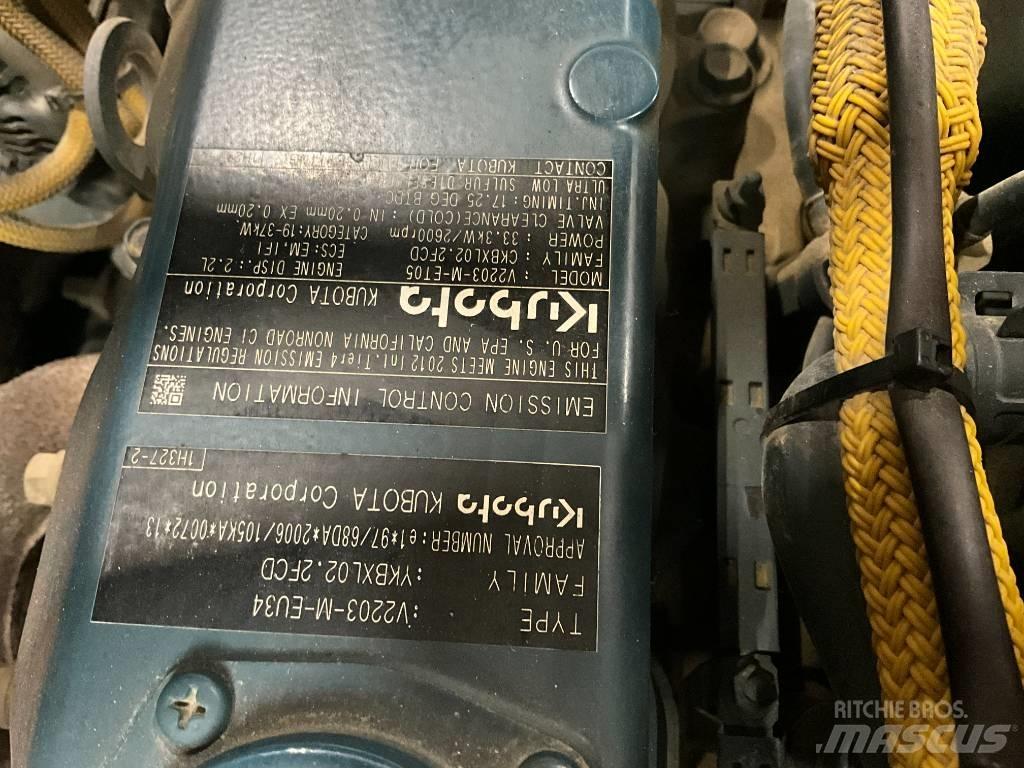 TYPE :V2203-M-EU34
FAMILY :YKBXL02.2FCD
APPROVAL NUMBER:e1*97/68DA*2006/105KA*0072*13
Kubota KUBOTA Corporation
1H327-2
EMISSION CONTROL INFORMATION
THIS ENGINE MEETS 2012 Int.Tier4 EMISSION REGULATIONS
FOR U. S. EPA AND CALIFORNIA NONROAD CI ENGINES.
Kubota KUBOTA Corporation
MODEL : V2203-M-ET05 ENGINE DISP.:2.2L
FAMILY : CKBXL02.2FCD ECS:EM, IFI
POWER : 33.3kW/2600rpm CATEGORY:19-37kW
VALVE CLEARANCE(COLD) : IN 0.20mm EX 0.20mm
INJ.TIMING:17.25 DEG BTDC
ULTRA LOW SULFUR
CONTACT KUBOTA FOR
RITCHIE BROS.
MASCUS